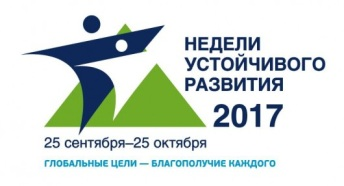 НЕДЕЛИ
УСТОЙЧИВОГО
РАЗВИТИЯ
2017
25 сентября–25 октября
ГЛОБАЛЬНЫЕ ЦЕЛИ — БЛАГОПОЛУЧИЕ КАЖДОГО